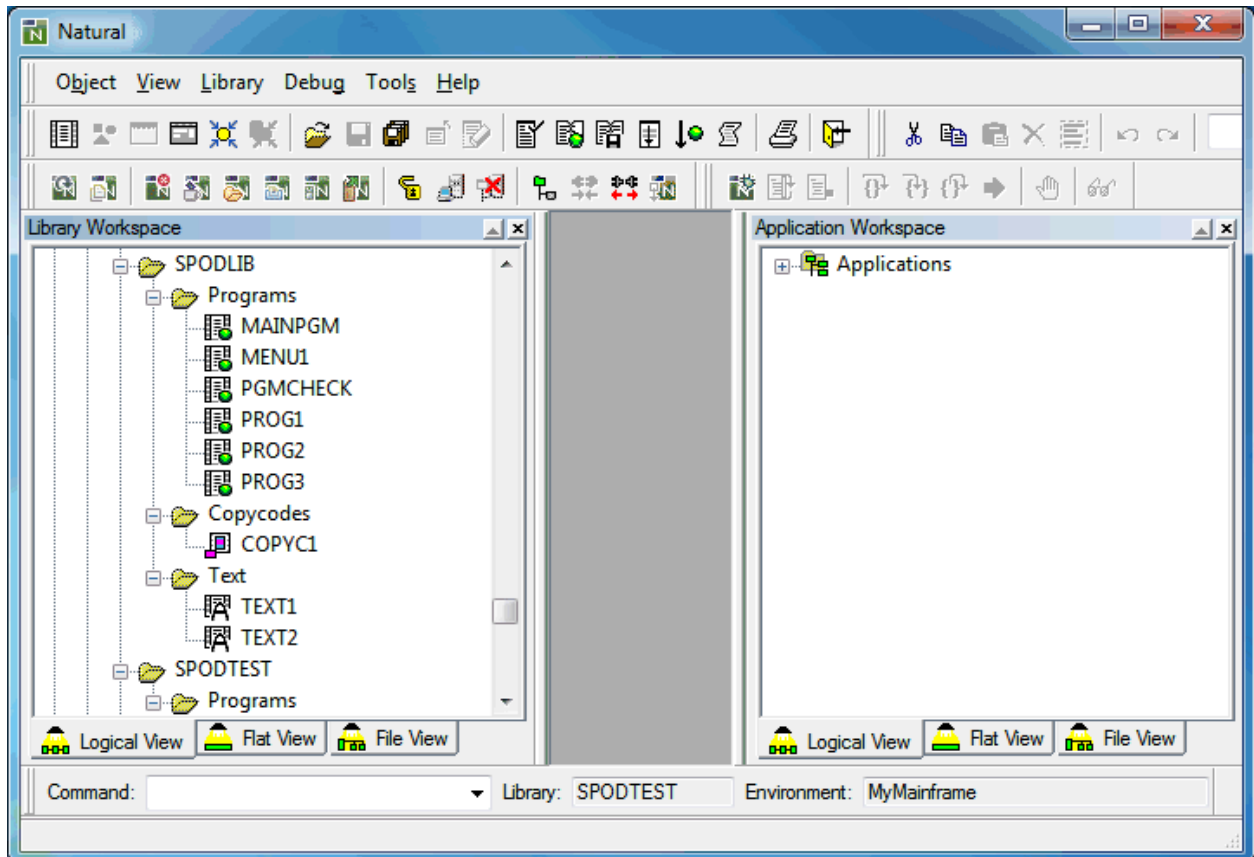 Natural
Object View Library Debug Tools Help
Library Workspace
SPODLIB
Programs
MAINPGM
MENU1
PGMCHECK
PROG1
PROG2
PROG3
Copycodes
COPYC1
Text
TEXT1
TEXT2
SPODTEST
Programs
Logical View Flat View File View
Application Workspace
Applications
Logical View Flat View File View
Command: Library: SPODTEST Environment: MyMainframe